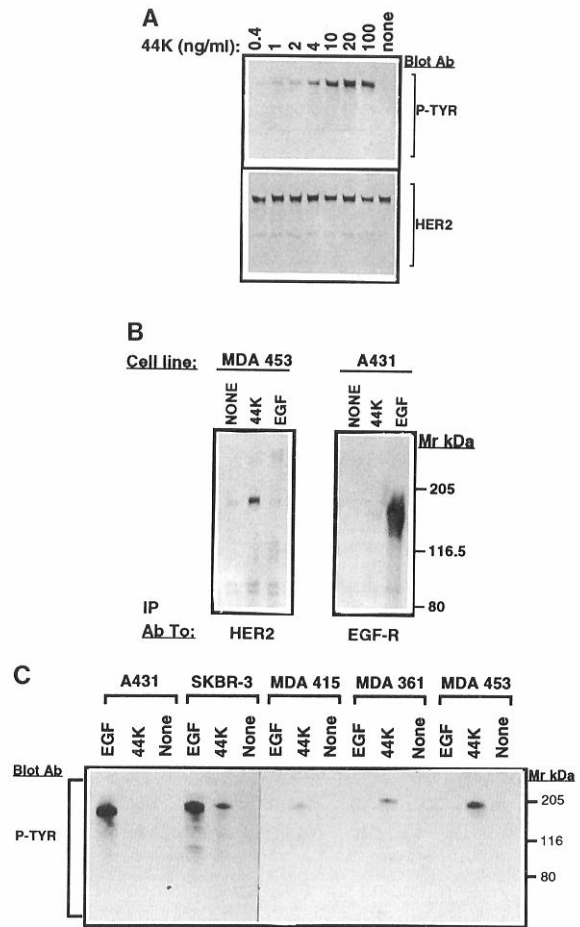 A
44K (ng/ml): 0.4 1 2 4 10 20 100 none
Blot Ab
P-TYR
HER2
B
Cell line: MDA 453 A431
NONE 44K EGF NONE 44K EGF
Mr kDa
205
116.5
80
IP
Ab To: HER2 EGF-R
C
A431 SKBR-3 MDA 415 MDA 361 MDA 453
EGF 44K None EGF 44K None EGF 44K None EGF 44K None EGF 44K None
Blot Ab Mr kDa
205
P-TYR
116
80